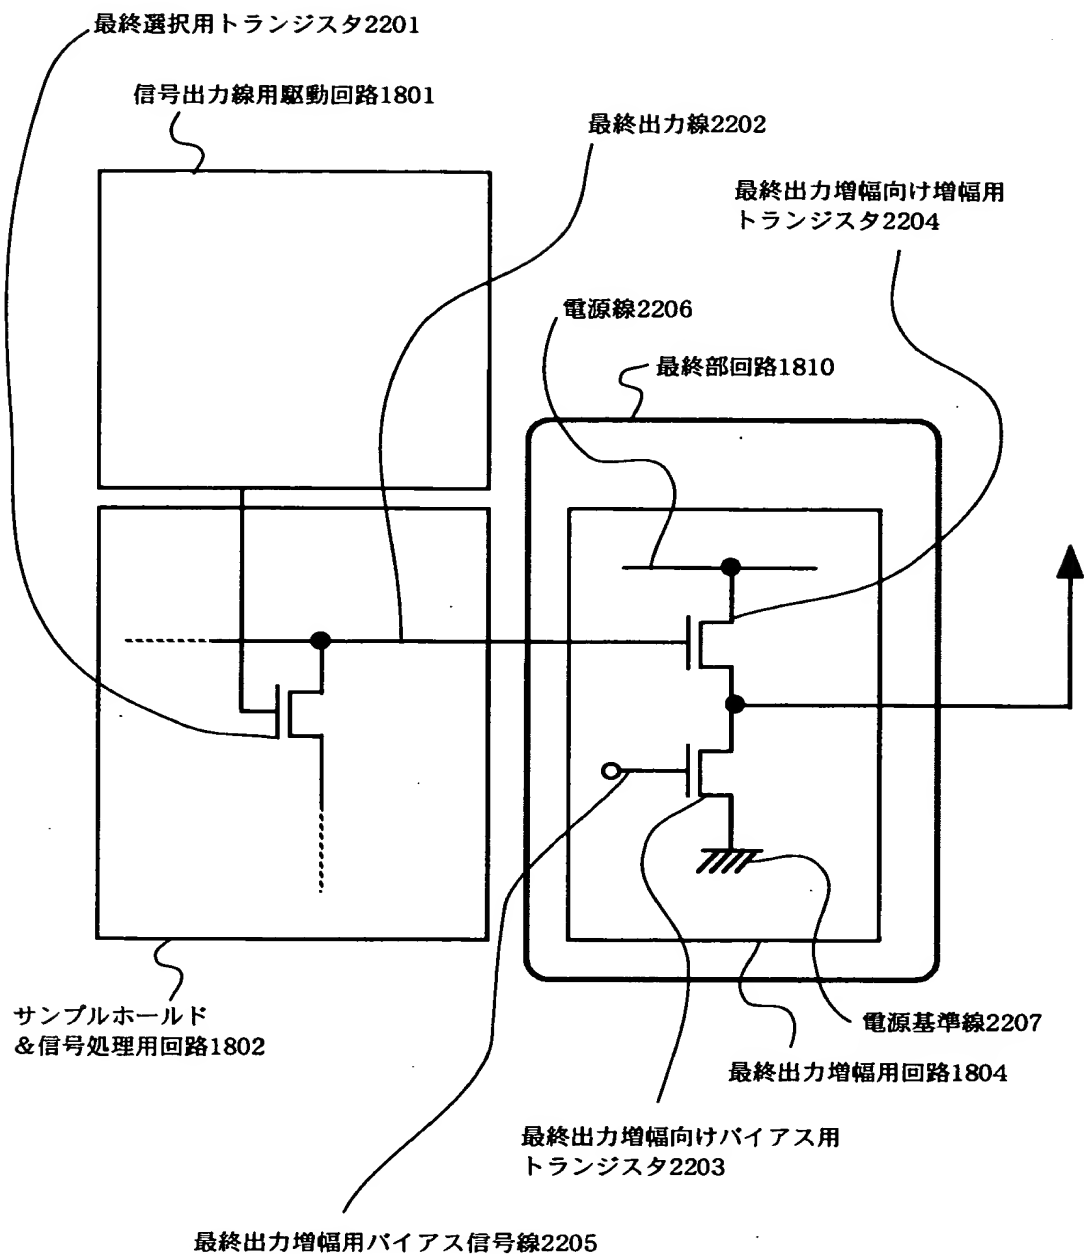 最終選択用トランジスタ2201
信号出力線用駆動回路1801
最終出力線2202
最終出力増幅向け増幅用
トランジスタ2204
電源線2206
最終部回路1810
サンプルホールド
&信号処理用回路1802
電源基準線2207
最終出力増幅用回路1804
最終出力増幅向けバイアス用
トランジスタ2203
最終出力増幅用バイアス信号線2205